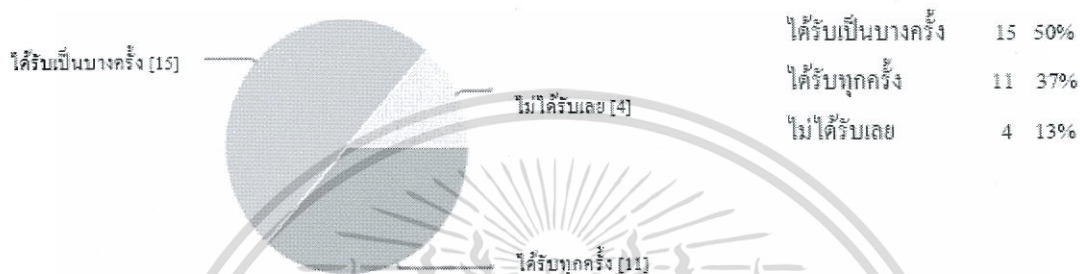 ได้รับเป็นบางครั้ง [15]
ไม่ได้รับเลย [4]
ได้รับทุกครั้ง [11]
ได้รับเป็นบางครั้ง 15 50%
ได้รับทุกครั้ง 11 37%
ไม่ได้รับเลย 4 13%